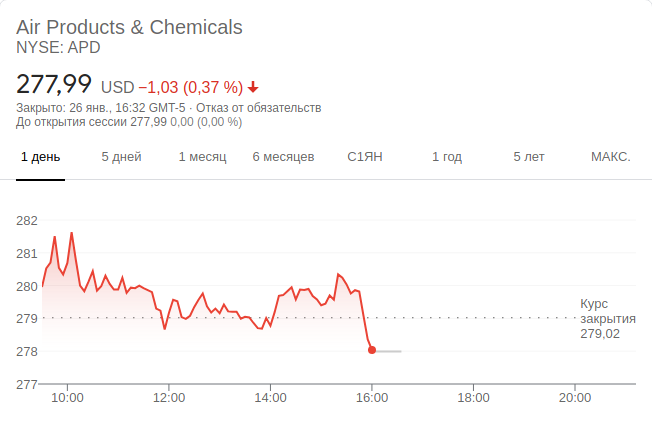 Air Products & Chemicals
NYSE: APD
277,99 USD −1,03 (0,37 %)
Закрыто: 26 янв., 16:32 GMT-5 · Отказ от обязательств
До открытия сессии 277,99 0,00 (0,00 %)
1 день 5 дней 1 месяц 6 месяцев С1ЯН 1 год 5 лет МАКС.
282
281
280
279
278
277
Курс
закрытия
279,02
10:00 12:00 14:00 16:00 18:00 20:00